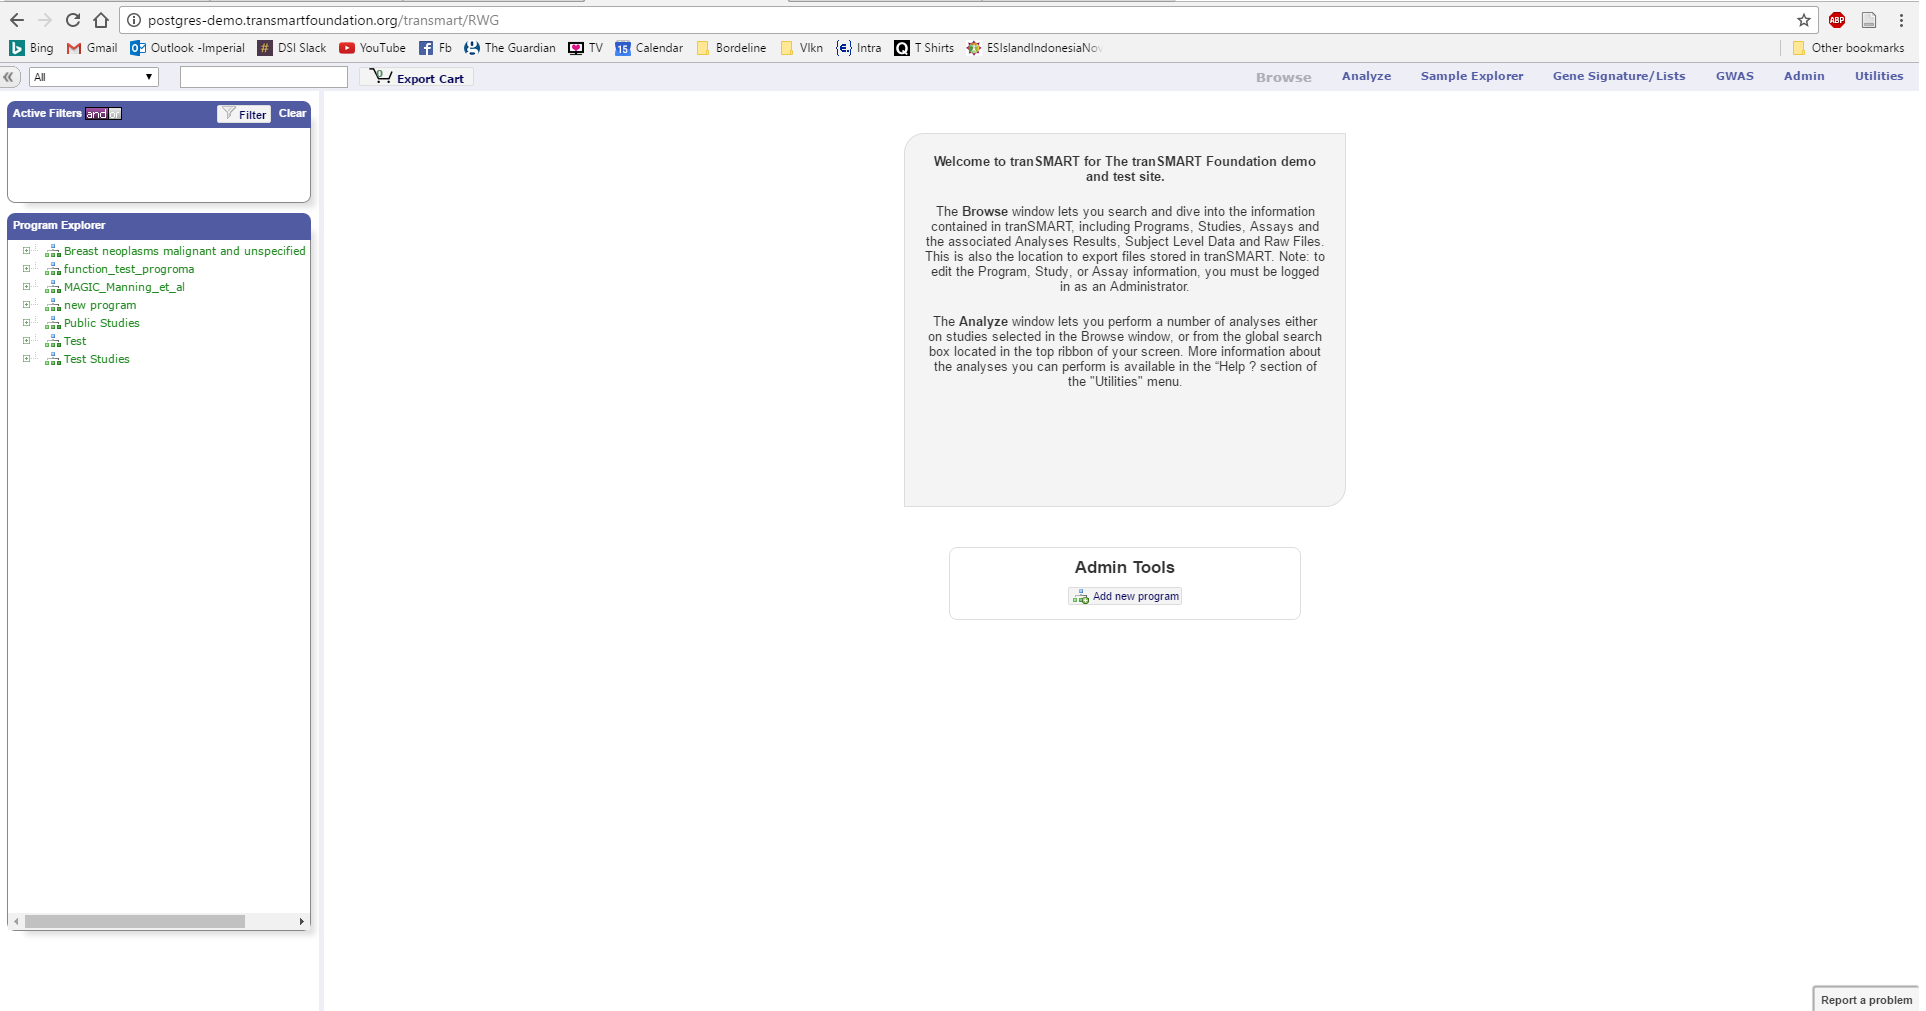 postgres-demo.transmartfoundation.org/transmart/RWG
ABP
Bing Gmail Outlook -Imperial DSI Slack YouTube Fb The Guardian TV 15 Calendar Bordeline Vlkn {€.} Intra T Shirts ESIslandIndonesiaNov Other bookmarks
All Export Cart Browse Analyze Sample Explorer Gene Signature/Lists GWAS Admin Utilities
Active Filters and or Filter Clear
Program Explorer
Breast neoplasms malignant and unspecified
function_test_progroma
MAGIC_Manning_et_al
new program
Public Studies
Test
Test Studies
Welcome to tranSMART for The tranSMART Foundation demo
and test site.
The Browse window lets you search and dive into the information
contained in tranSMART, including Programs, Studies, Assays and
the associated Analyses Results, Subject Level Data and Raw Files.
This is also the location to export files stored in tranSMART. Note: to
edit the Program, Study, or Assay information, you must be logged
in as an Administrator.
The Analyze window lets you perform a number of analyses either
on studies selected in the Browse window, or from the global search
box located in the top ribbon of your screen. More information about
the analyses you can perform is available in the “Help ? section of
the "Utilities" menu.
Admin Tools
Add new program
Report a problem